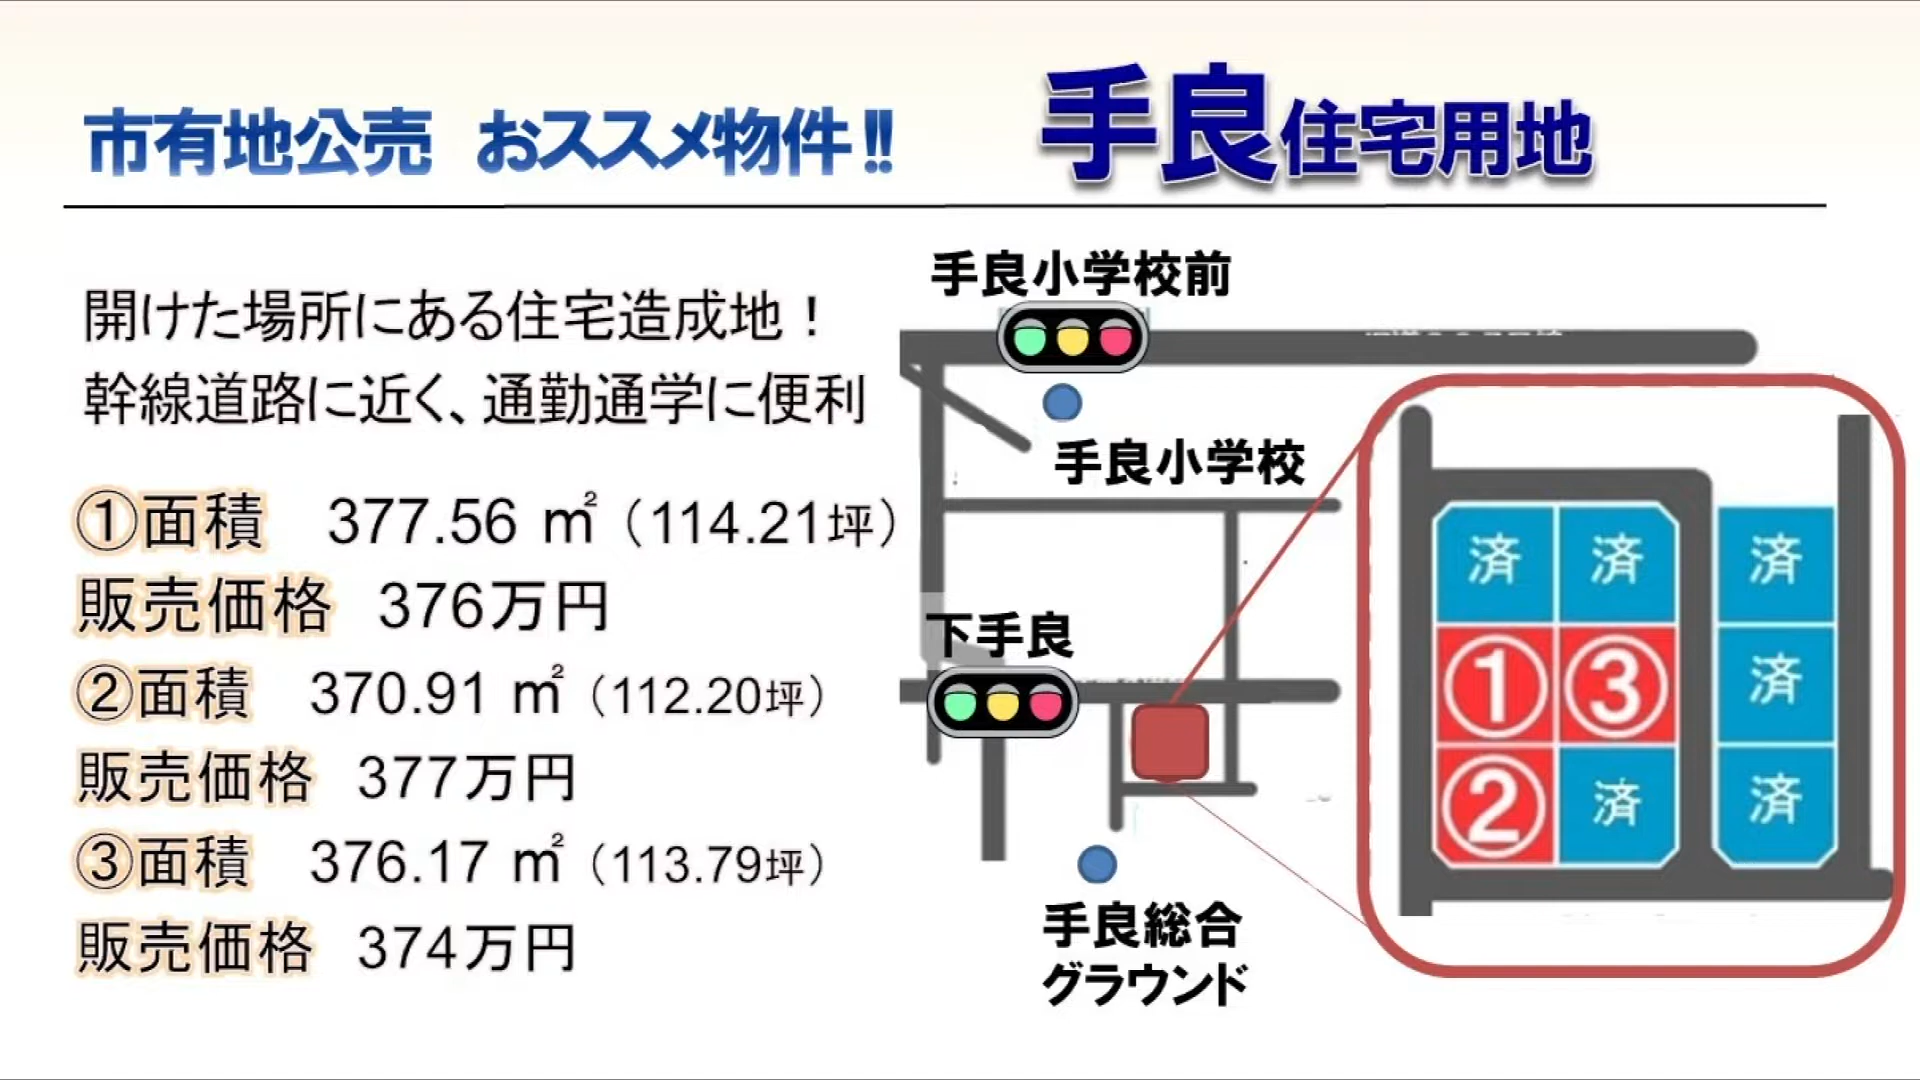 市有地公売　おススメ物件!!
手良住宅用地
開けた場所にある住宅造成地！
幹線道路に近く、通勤通学に便利
①面積　377.56 ㎡（114.21坪）
販売価格　376万円
②面積　370.91 ㎡（112.20坪）
販売価格　377万円
③面積　376.17 ㎡（113.79坪）
販売価格　374万円
手良小学校前
手良小学校
下手良
手良総合
グラウンド
済 済 済
① ③ 済
② 済 済